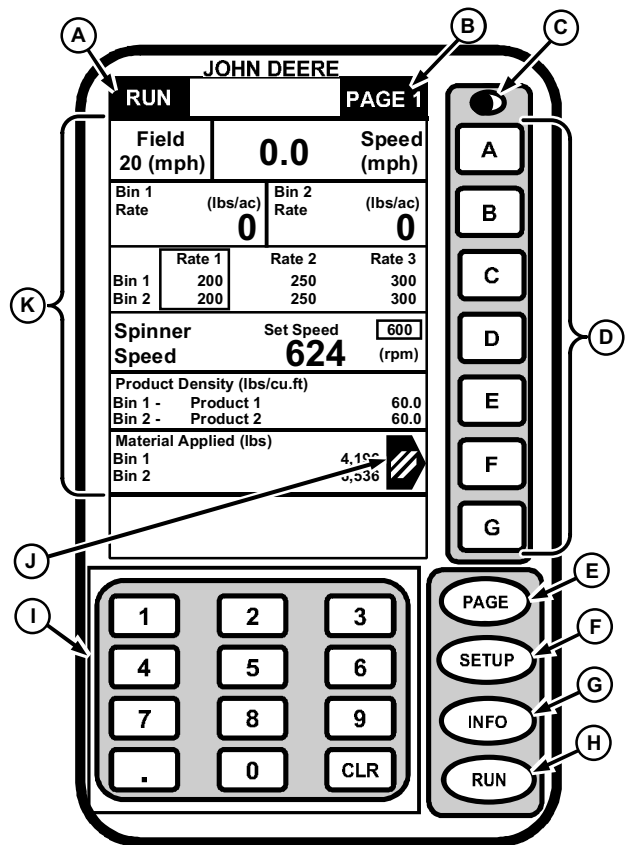 A
B
C
JOHN DEERE
RUN
PAGE 1
Field
20 (mph)
0.0
Speed
(mph)
Bin 1
Rate
(lbs/ac)
0
Bin 2
Rate
(lbs/ac)
0
Rate 1 Rate 2 Rate 3
Bin 1 200 250 300
Bin 2 200 250 300
Spinner
Speed
Set Speed
624
600
(rpm)
Product Density (lbs/cu.ft)
Bin 1 - Product 1 60.0
Bin 2 - Product 2 60.0
Material Applied (lbs)
Bin 1
Bin 2
A
B
C
D
E
F
G
K
D
J
I
1 2 3
4 5 6
7 8 9
. 0 CLR
PAGE
SETUP
INFO
RUN
E
F
G
H